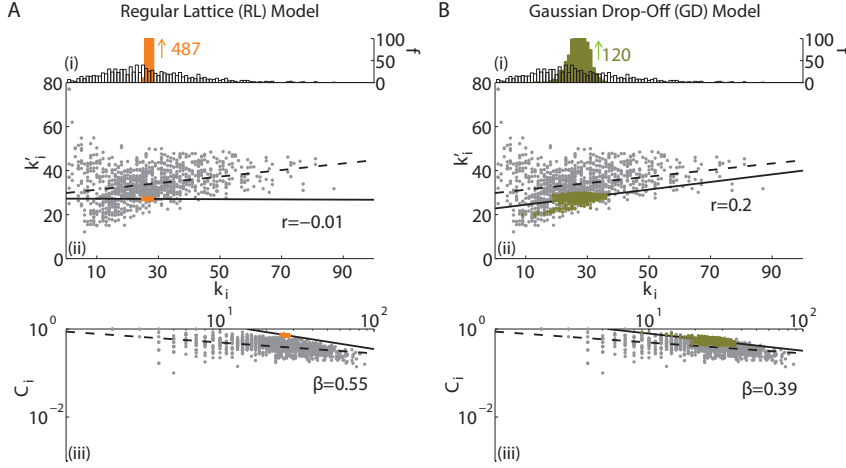 A Regular Lattice (RL) Model
(i)
487
100
50
0
f
80
60
40
20
0
k'i
r=−0.01
(ii)
10 30 50 70 90
ki
10^1 10^2
10^0
10^−2
Ci
β=0.55
(iii)
B Gaussian Drop-Off (GD) Model
(i)
120
100
50
0
f
80
60
40
20
0
k'i
r=0.2
(ii)
10 30 50 70 90
ki
10^1 10^2
10^0
10^−2
Ci
β=0.39
(iii)